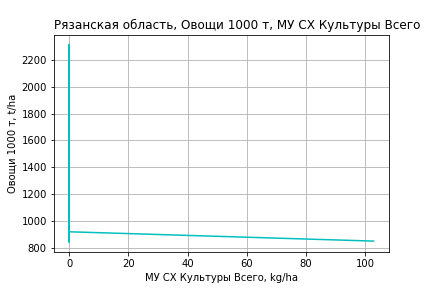 Рязанская область, Овощи 1000 т, МУ СХ Культуры Всего
2200
2000
1800
1600
1400
1200
1000
800
Овощи 1000 т, t/ha
0 20 40 60 80 100
МУ СХ Культуры Всего, kg/ha